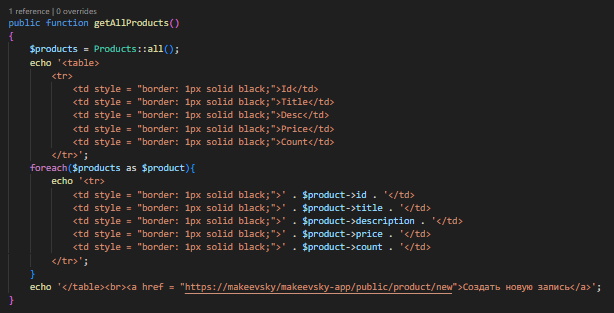 1 reference | 0 overrides
public function getAllProducts()
{
    $products = Products::all();
    echo '<table>
        <tr>
            <td style = "border: 1px solid black;">Id</td>
            <td style = "border: 1px solid black;">Title</td>
            <td style = "border: 1px solid black;">Desc</td>
            <td style = "border: 1px solid black;">Price</td>
            <td style = "border: 1px solid black;">Count</td>
        </tr>';
    foreach($products as $product){
        echo '<tr>
            <td style = "border: 1px solid black;">' . $product->id . '</td>
            <td style = "border: 1px solid black;">' . $product->title . '</td>
            <td style = "border: 1px solid black;">' . $product->description . '</td>
            <td style = "border: 1px solid black;">' . $product->price . '</td>
            <td style = "border: 1px solid black;">' . $product->count . '</td>
        </tr>';
    }
    echo '</table><br><a href = "https://makeevsky/makeevsky-app/public/product/new">Создать новую запись</a>';
}